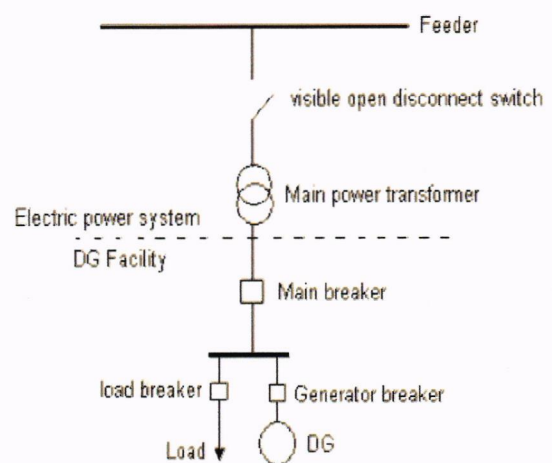 Feeder
visible open disconnect switch
Main power transformer
Electric power system
DG Facility
Main breaker
load breaker
Generator breaker
Load
DG